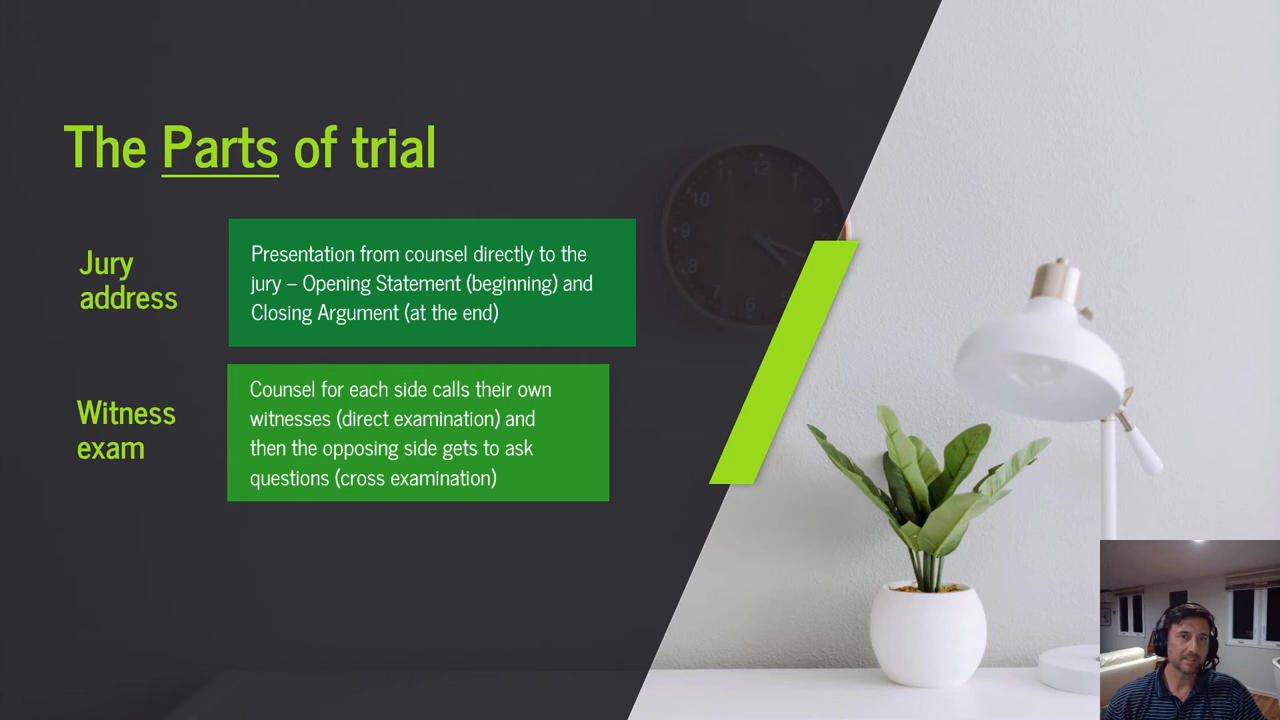 The Parts of trial
Jury
address
Presentation from counsel directly to the
jury – Opening Statement (beginning) and
Closing Argument (at the end)
Witness
exam
Counsel for each side calls their own
witnesses (direct examination) and
then the opposing side gets to ask
questions (cross examination)